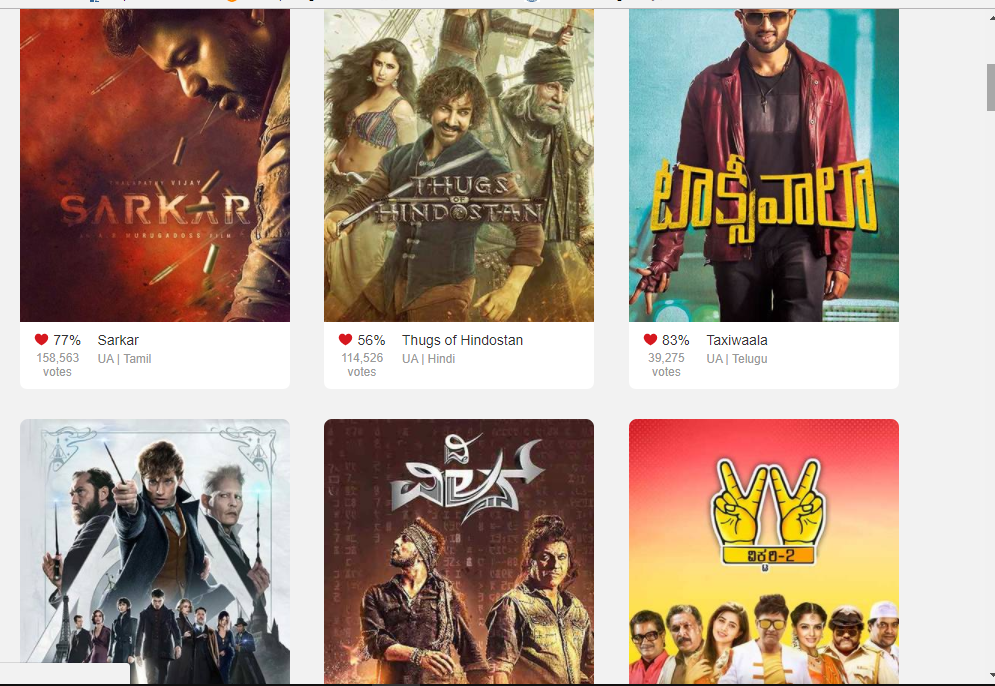 THALAPATHY VIJAY
SARKAR
AN A.R MURUGADOSS FILM
THUGS
OF
HINDOSTAN
టాక్సీవాలా
77%
Sarkar
158,563
UA | Tamil
votes
56%
Thugs of Hindostan
114,526
UA | Hindi
votes
83%
Taxiwaala
39,275
UA | Telugu
votes
ದಿ
ವಿಲನ್
ವಿಕ್ಟರಿ-2